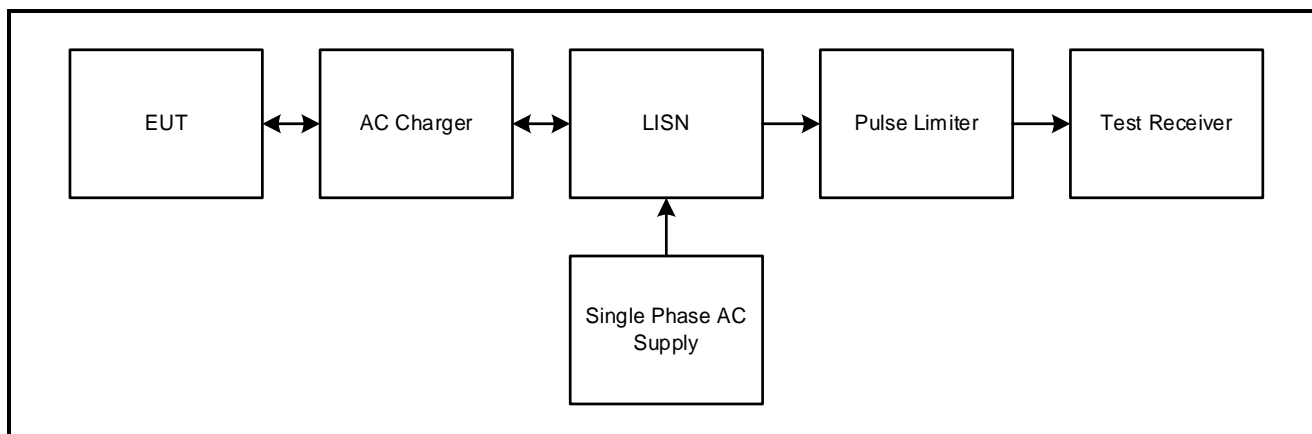 EUT
AC Charger
LISN
Pulse Limiter
Test Receiver
Single Phase AC
Supply